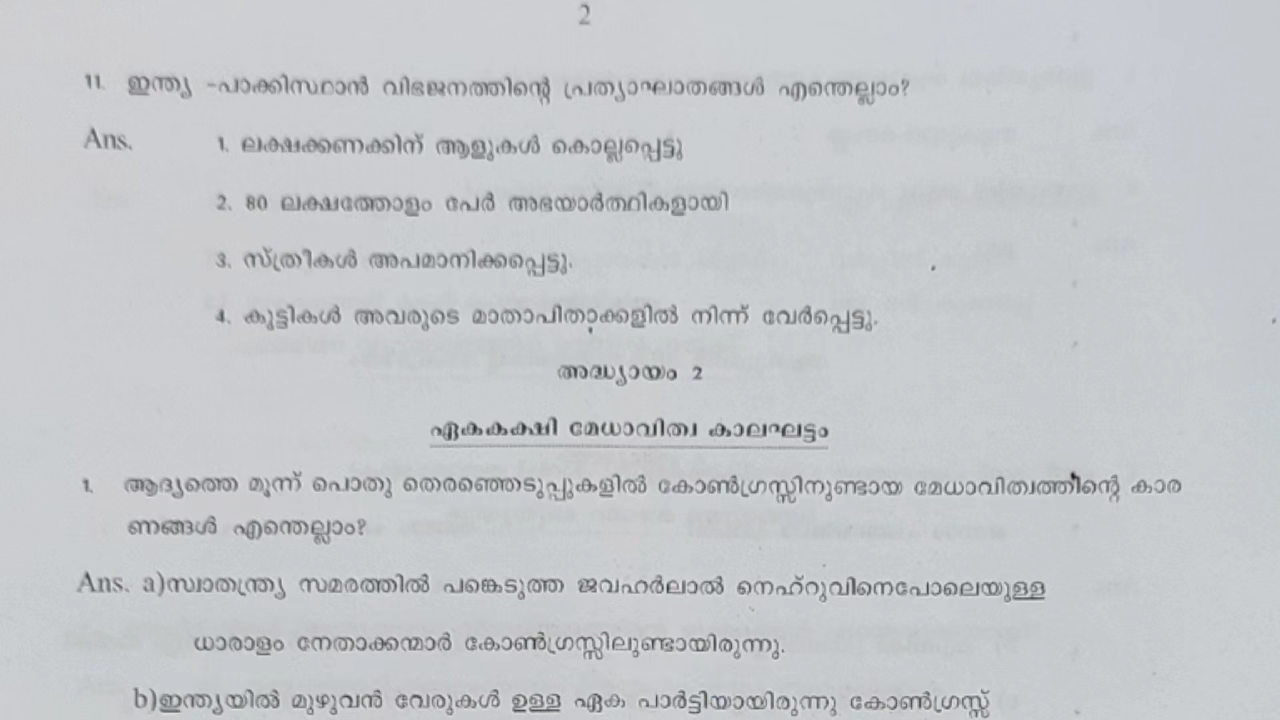 2
11. ഇന്ത്യ -പാക്കിസ്ഥാൻ വിഭജനത്തിന്റെ പ്രത്യാഘാതങ്ങൾ എന്തെല്ലാം?
Ans. 1. ലക്ഷക്കണക്കിന് ആളുകൾ കൊല്ലപ്പെട്ടു
2. 80 ലക്ഷത്തോളം പേർ അഭയാർത്ഥികളായി
3. സ്ത്രീകൾ അപമാനിക്കപ്പെട്ടു.
4. കുട്ടികൾ അവരുടെ മാതാപിതാക്കളിൽ നിന്ന് വേർപ്പെട്ടു.
അദ്ധ്യായം 2
ഏകകക്ഷി മേധാവിത്വ കാലഘട്ടം
1. ആദ്യത്തെ മൂന്ന് പൊതു തെരഞ്ഞെടുപ്പുകളിൽ കോൺഗ്രസ്സിനുണ്ടായ മേധാവിത്വത്തിന്റെ കാര
ണങ്ങൾ എന്തെല്ലാം?
Ans. a)സ്വാതന്ത്ര്യ സമരത്തിൽ പങ്കെടുത്ത ജവഹർലാൽ നെഹ്റുവിനെപോലെയുള്ള
ധാരാളം നേതാക്കന്മാർ കോൺഗ്രസ്സിലുണ്ടായിരുന്നു.
b)ഇന്ത്യയിൽ മുഴുവൻ വേരുകൾ ഉള്ള ഏക പാർട്ടിയായിരുന്നു കോൺഗ്രസ്സ്